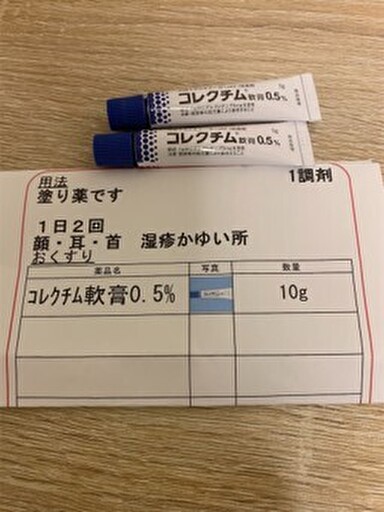 コレクチム軟膏0.5%
5g
コレクチム軟膏0.5%
5g
用法
1調剤
塗り薬です
1日2回
顔・耳・首 湿疹かゆい所
おくすり
薬品名 写真 数量
コレクチム軟膏0.5% 10g